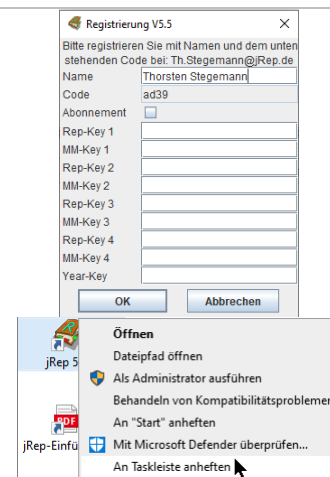 Registrierung V5.5
Bitte registrieren Sie mit Namen und dem unten
stehenden Code bei: Th.Stegemann@jRep.de
Name Thorsten Stegemann
Code ad39
Abonnement
Rep-Key 1
MM-Key 1
Rep-Key 2
MM-Key 2
Rep-Key 3
MM-Key 3
Rep-Key 4
MM-Key 4
Year-Key
OK Abbrechen
Öffnen
jRep 5 Dateipfad öffnen
Als Administrator ausführen
Behandeln von Kompatibilitätsproblemen
PDF An "Start" anheften
jRep-Einfü Mit Microsoft Defender überprüfen...
An Taskleiste anheften